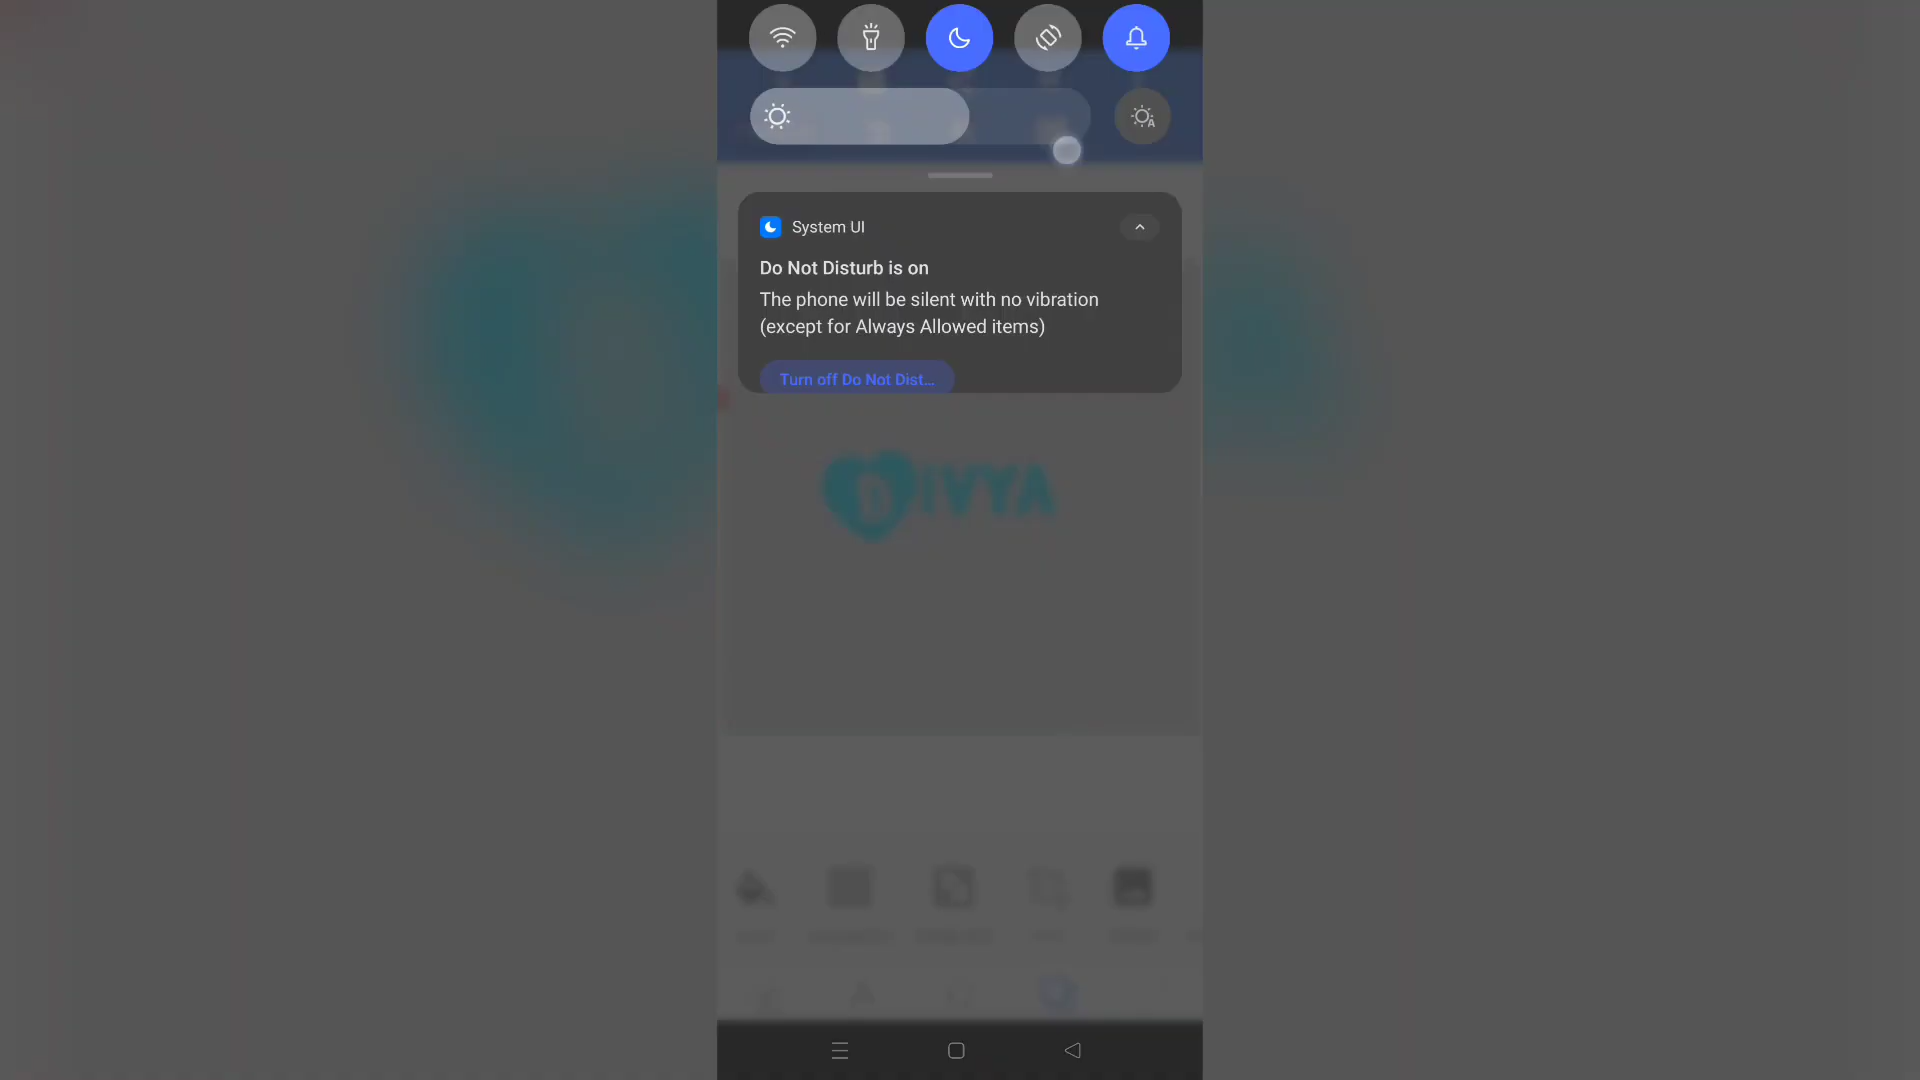 System UI
Do Not Disturb is on
The phone will be silent with no vibration
(except for Always Allowed items)
Turn off Do Not Dist...
DIVYA